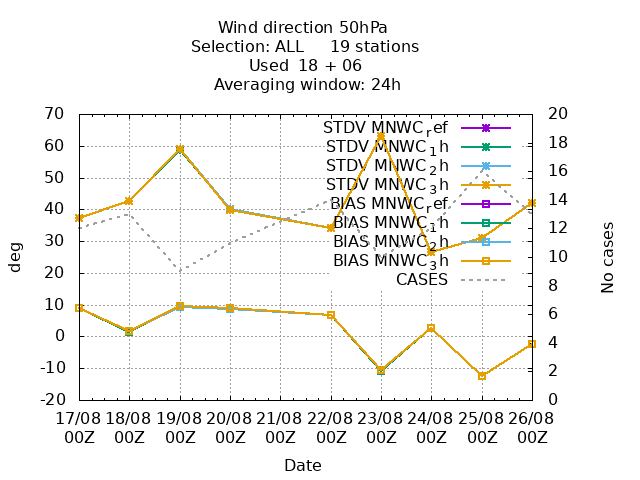 Wind direction 50hPa
Selection: ALL 19 stations
Used 18 + 06
Averaging window: 24h
70 20
60 18
50 16
40 14
30 12
20 10
10 8
0 6
-10 4
-20 2
0
deg
No cases
STDV MNWC_ref
STDV MNWC_1h
STDV MNWC_2h
STDV MNWC_3h
BIAS MNWC_ref
BIAS MNWC_1h
BIAS MNWC_2h
BIAS MNWC_3h
CASES
17/08 18/08 19/08 20/08 21/08 22/08 23/08 24/08 25/08 26/08
00Z 00Z 00Z 00Z 00Z 00Z 00Z 00Z 00Z 00Z
Date